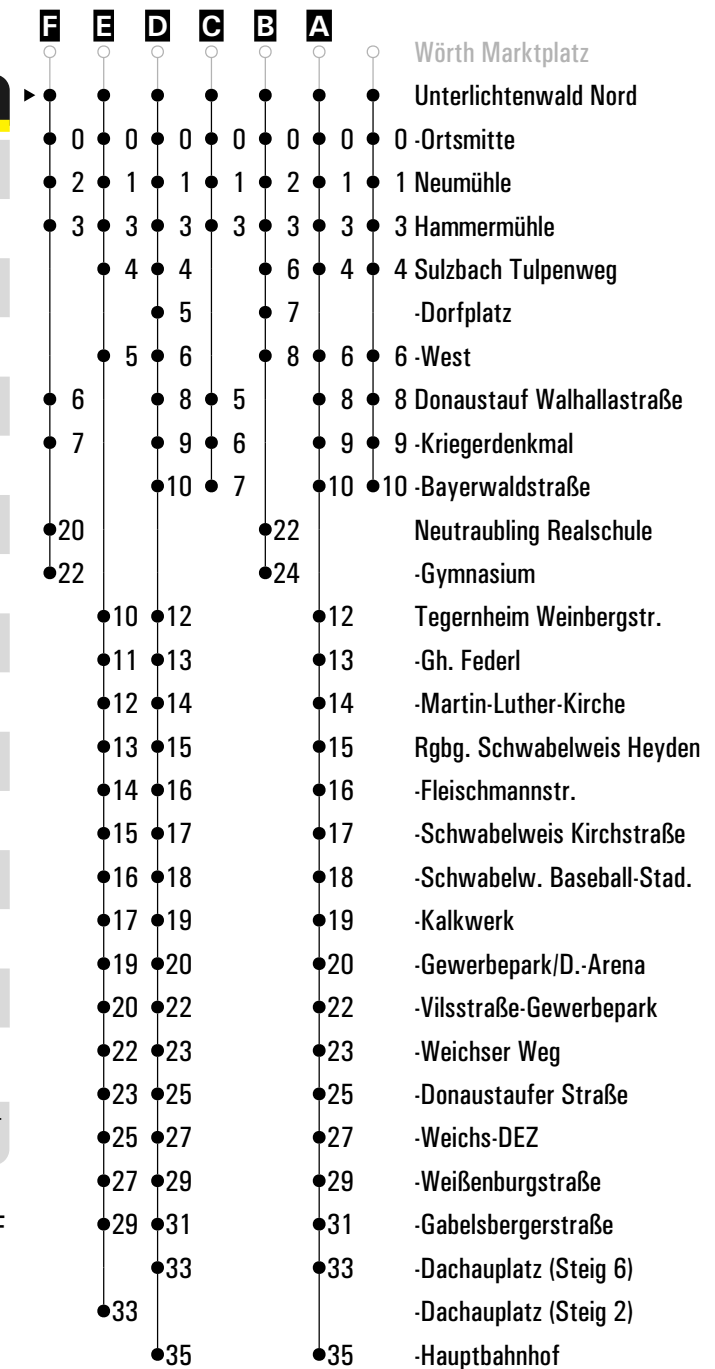 F E D C B A
Wörth Marktplatz
Unterlichtenwald Nord
0 0 0 0 0 0 0 -Ortsmitte
2 1 1 1 2 1 1 Neumühle
3 3 3 3 3 3 3 Hammermühle
4 4 6 4 4 Sulzbach Tulpenweg
5 7 -Dorfplatz
5 6 8 6 6 -West
6 8 5 8 8 Donaustauf Walhallastraße
7 9 6 9 9 -Kriegerdenkmal
10 7 10 10 -Bayerwaldstraße
20 22 Neutraubling Realschule
22 24 -Gymnasium
10 12 12 Tegernheim Weinbergstr.
11 13 13 -Gh. Federl
12 14 14 -Martin-Luther-Kirche
13 15 15 Rgbg. Schwabelweis Heyden
14 16 16 -Fleischmannstr.
15 17 17 -Schwabelweis Kirchstraße
16 18 18 -Schwabelw. Baseball-Stad.
17 19 19 -Kalkwerk
19 20 20 -Gewerbepark/D.-Arena
20 22 22 -Vilsstraße-Gewerbepark
22 23 23 -Weichser Weg
23 25 25 -Donaustaufer Straße
25 27 27 -Weichs-DEZ
27 29 29 -Weißenburgstraße
29 31 31 -Gabelsbergerstraße
33 33 -Dachauplatz (Steig 6)
33 -Dachauplatz (Steig 2)
35 35 -Hauptbahnhof